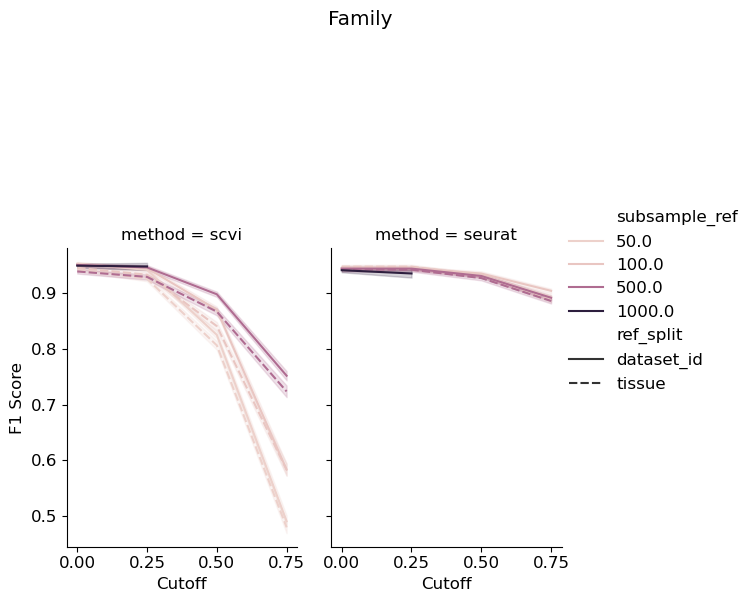 Family
method = scvi
method = seurat
F1 Score
0.9
0.8
0.7
0.6
0.5
0.00 0.25 0.50 0.75
Cutoff
0.00 0.25 0.50 0.75
Cutoff
subsample_ref
50.0
100.0
500.0
1000.0
ref_split
dataset_id
tissue